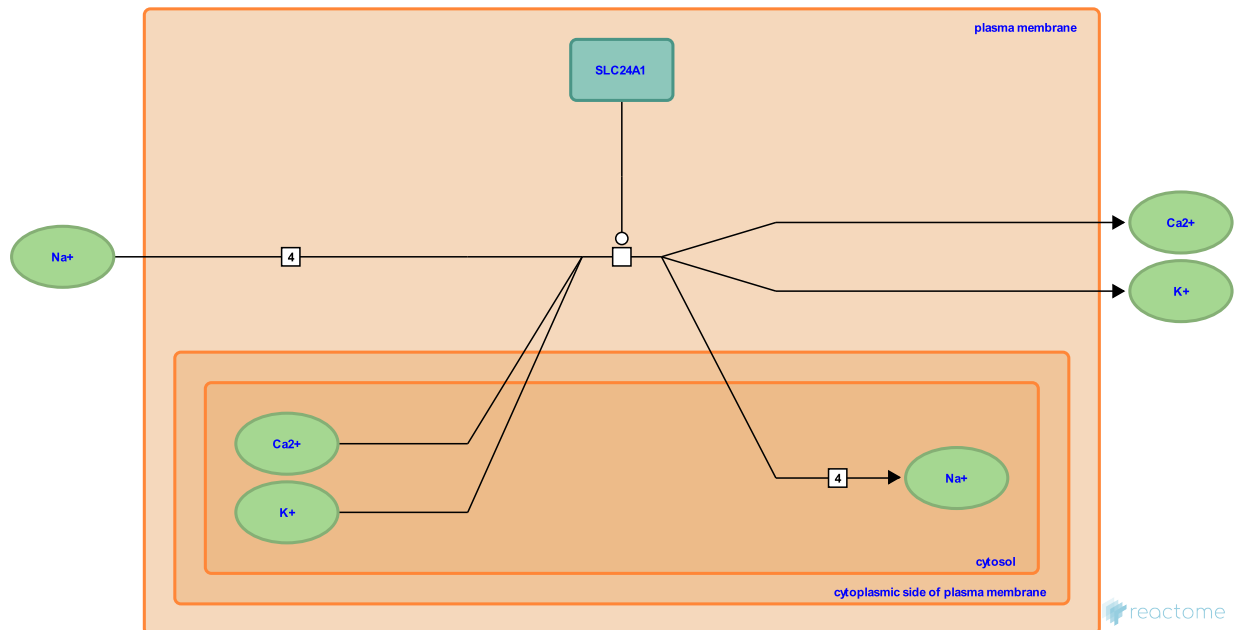 plasma membrane
SLC24A1
Ca2+
Na+
4
K+
Ca2+
K+
4
Na+
cytosol
cytoplasmic side of plasma membrane
reactome